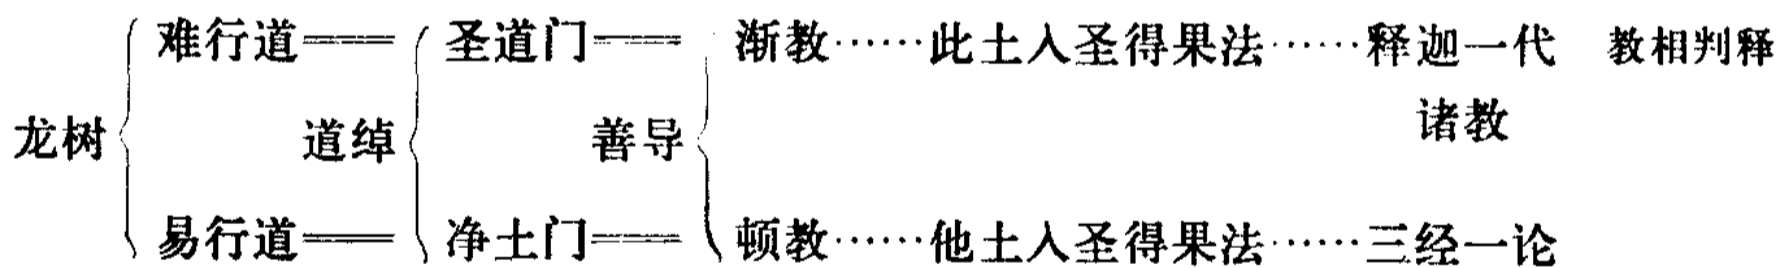 难行道══圣道门══渐教……此土入圣得果法……释迦一代 教相判释
诸教
龙树 道绰 善导
易行道══净土门══顿教……他土入圣得果法……三经一论